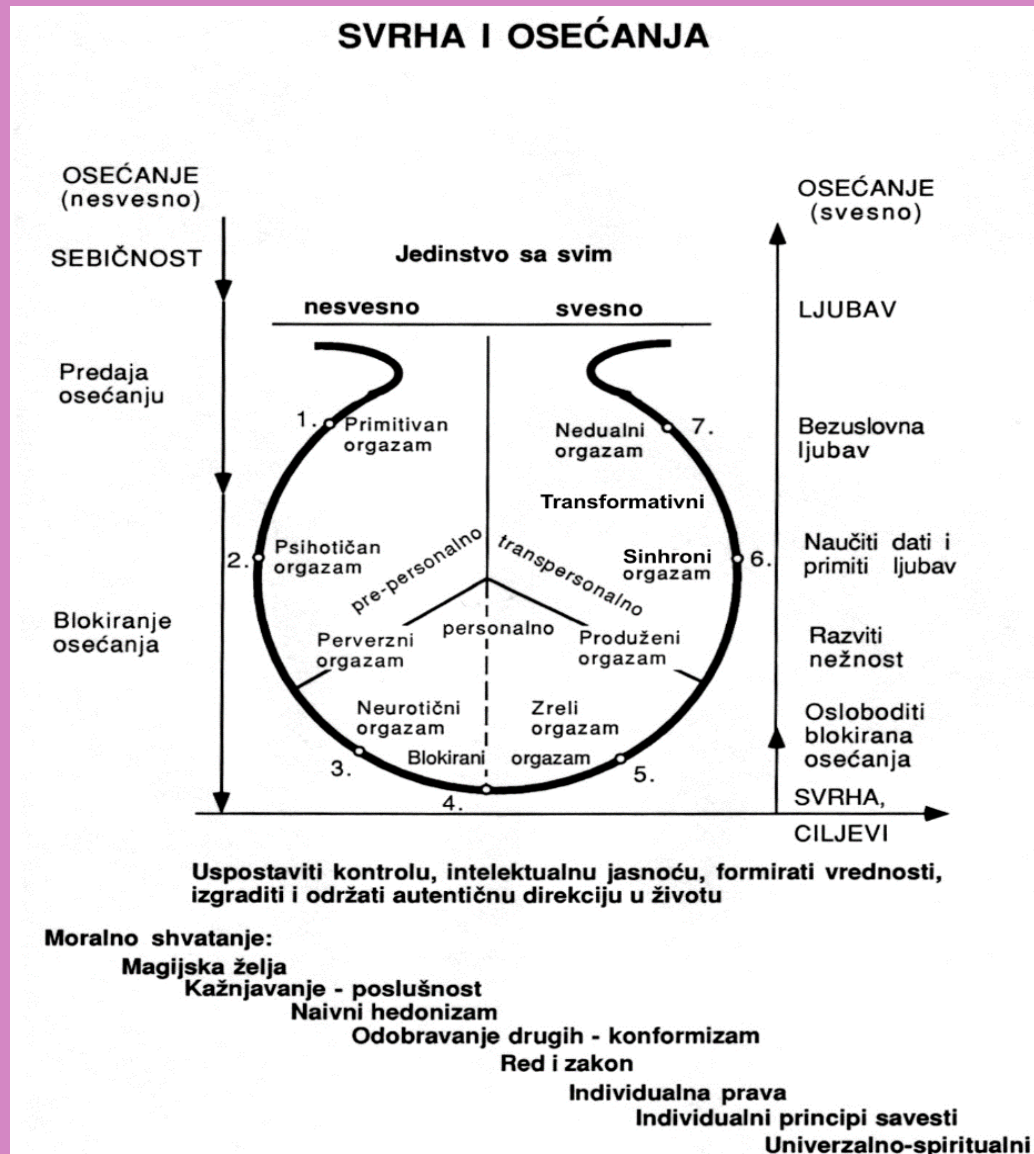 SVRHA I OSEĆANJA
OSEĆANJE
(nesvesno)
SEBIČNOST
Predaja
osećanju
Blokiranje
osećanja
Jedinstvo sa svim
nesvesno
svesno
1.
Primitivan
orgazam
2.
Psihotičan
orgazam
pre-personalno
Perverzni
orgazam
Neurotični
orgazam
3.
Blokirani orgazam
4.
personalno
transpersonalno
Nedualni
orgazam
7.
Transformativni
Sinhroni
orgazam
6.
Produženi
orgazam
Zreli
orgazam
5.
OSEĆANJE
(svesno)
LJUBAV
Bezuslovna
ljubav
Naučiti dati i
primiti ljubav
Razviti
nežnost
Osloboditi
blokirana
osećanja
SVRHA,
CILJEVI
Uspostaviti kontrolu, intelektualnu jasnoću, formirati vrednosti,
izgraditi i održati autentičnu direkciju u životu
Moralno shvatanje:
Magijska želja
Kažnjavanje - poslušnost
Naivni hedonizam
Odobravanje drugih - konformizam
Red i zakon
Individualna prava
Individualni principi savesti
Univerzalno-spiritualni